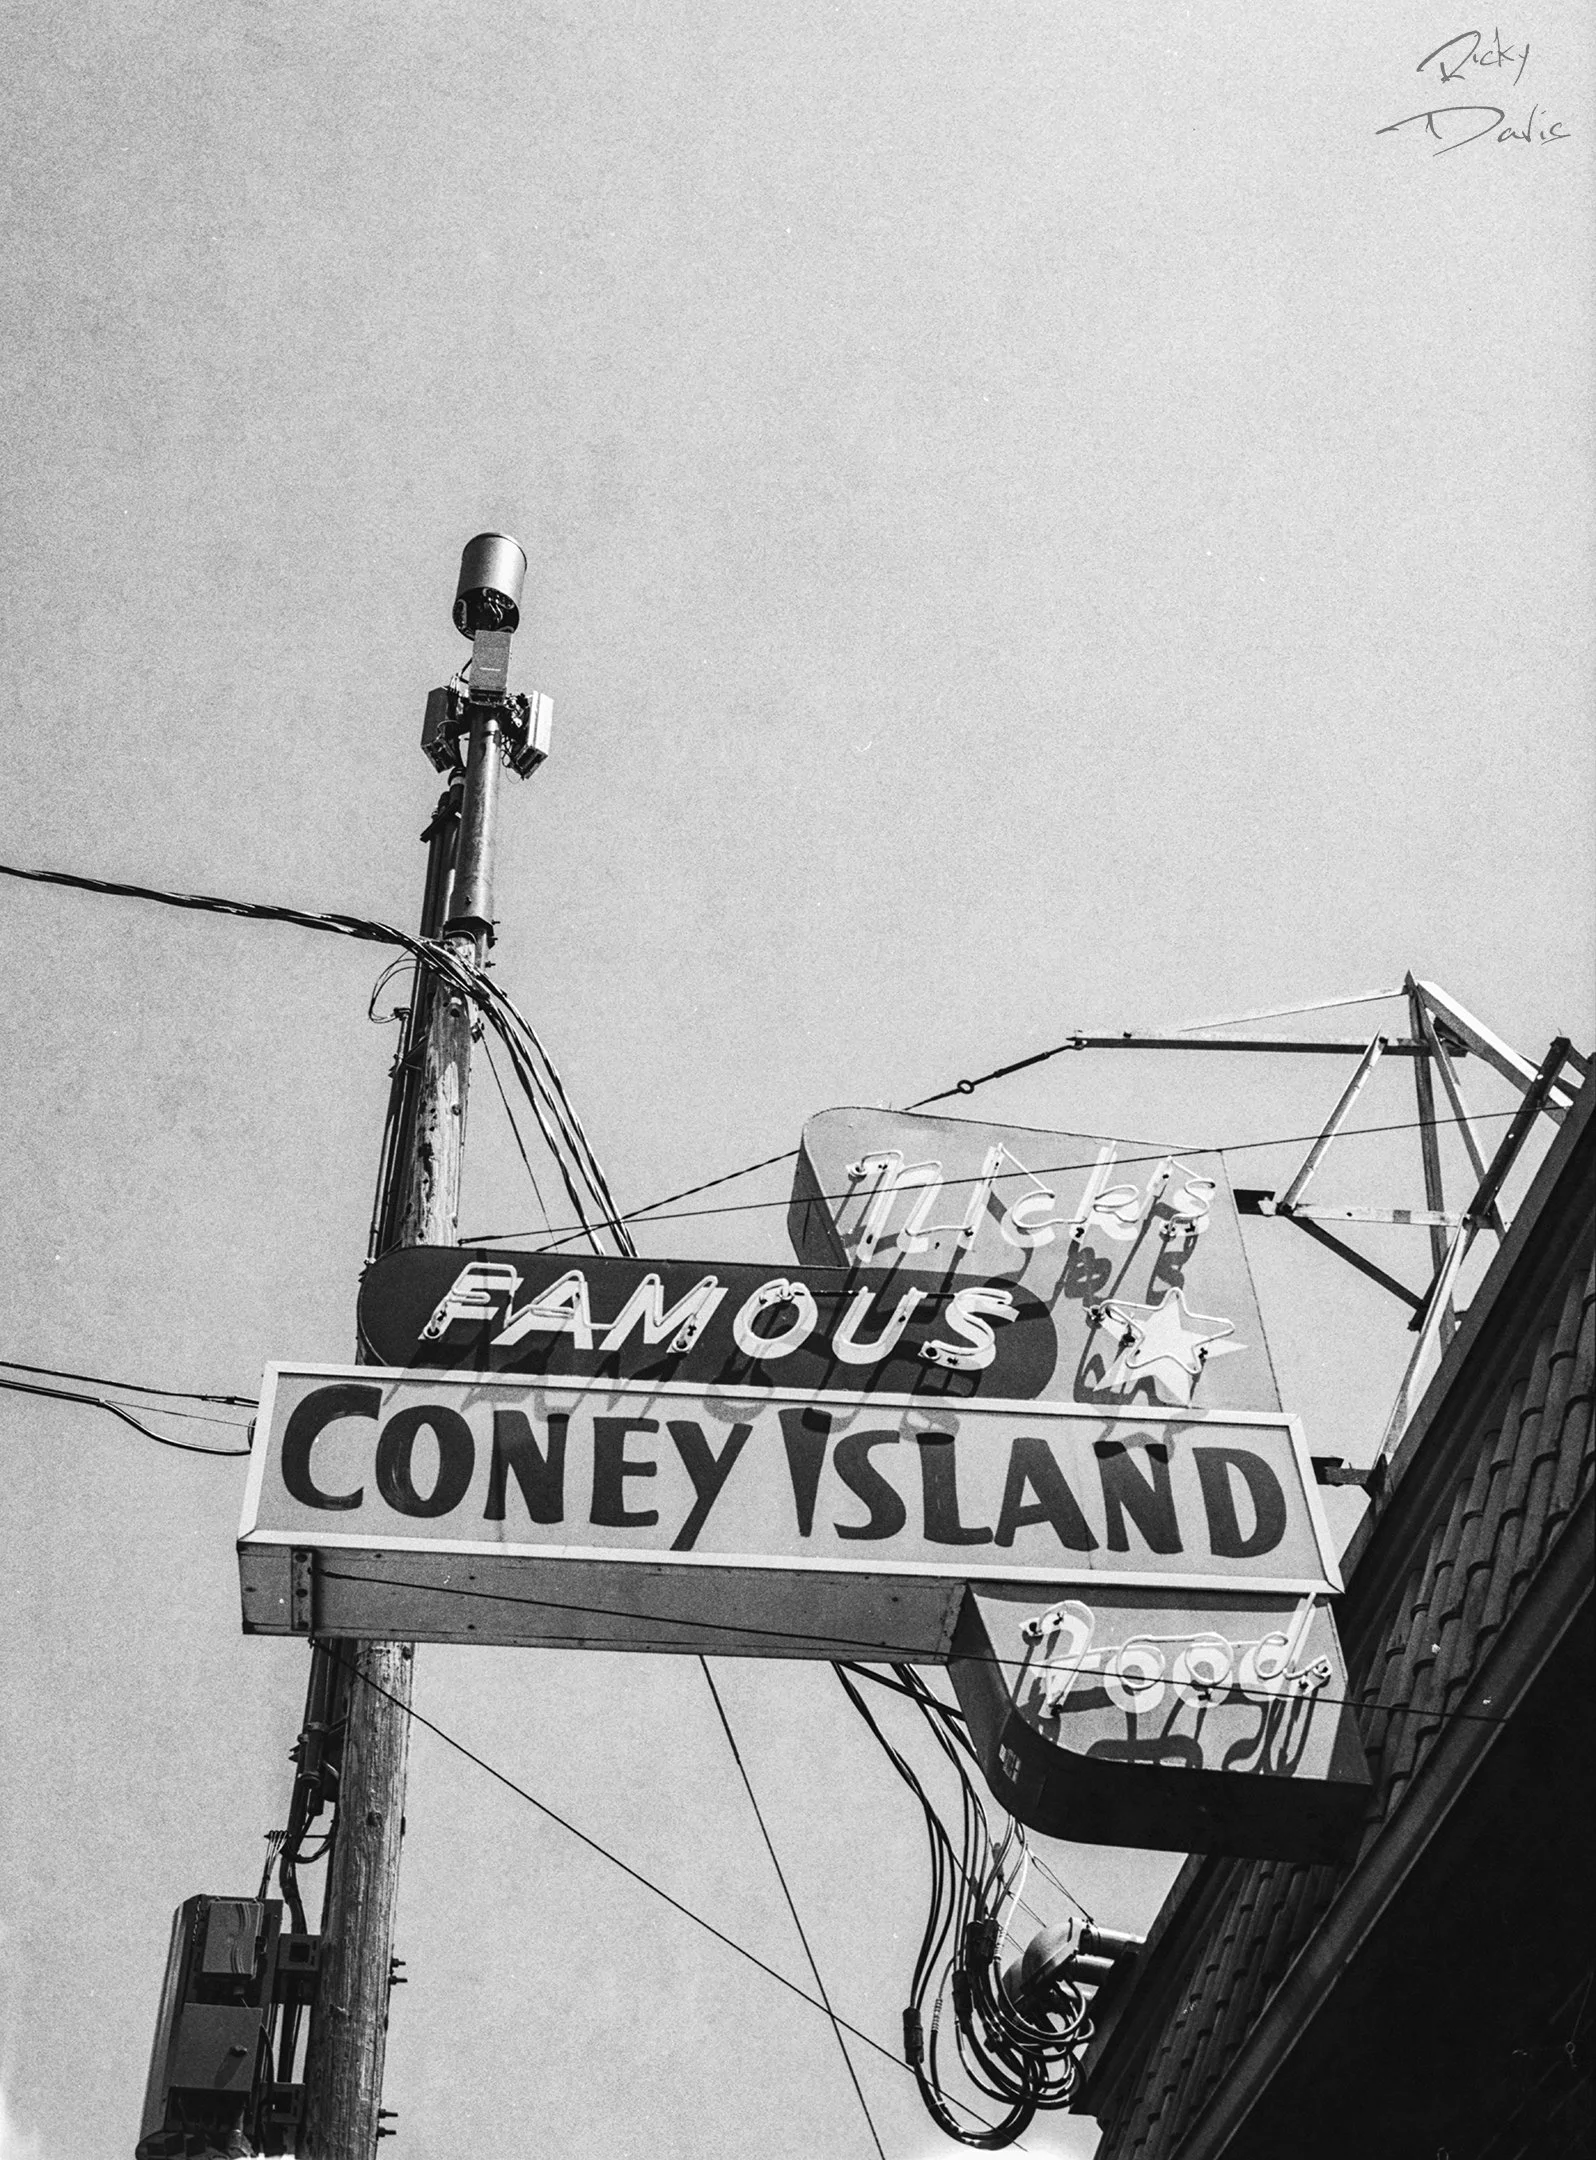 Ricky
Davis
Nick's
FAMOUS
CONEY ISLAND
Food